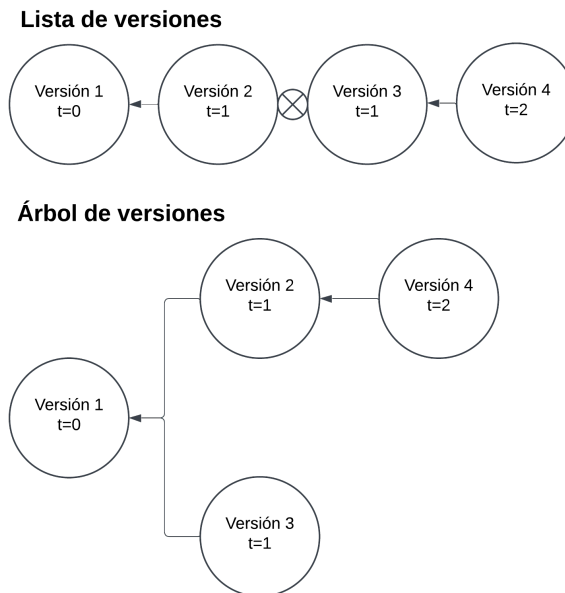 Lista de versiones
Versión 1
t=0
Versión 2
t=1
Versión 3
t=1
Versión 4
t=2
Árbol de versiones
Versión 2
t=1
Versión 4
t=2
Versión 1
t=0
Versión 3
t=1